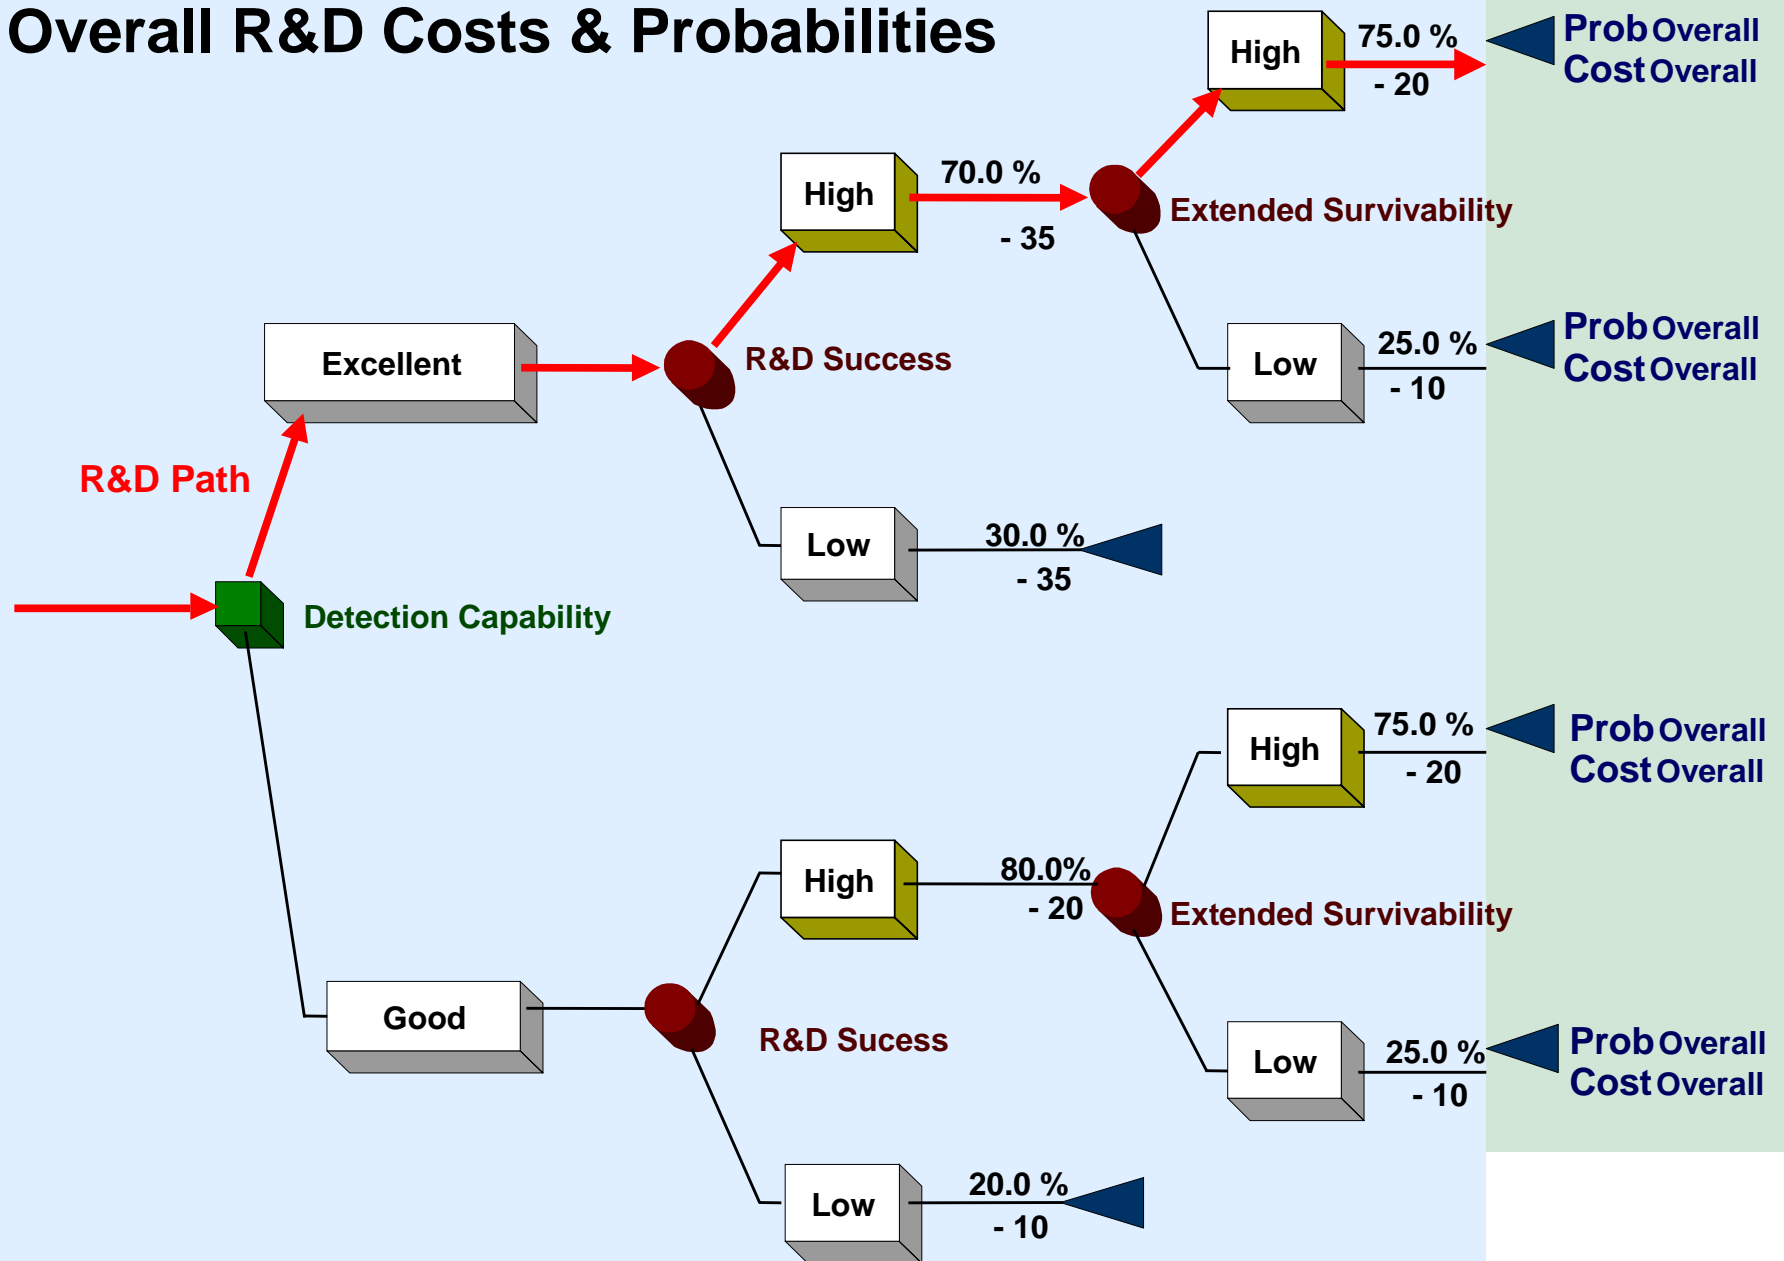 Overall R&D Costs & Probabilities
High
75.0 %
- 20
Prob Overall
Cost Overall
High
70.0 %
- 35
Extended Survivability
Excellent
R&D Success
Low
25.0 %
- 10
Prob Overall
Cost Overall
R&D Path
Low
30.0 %
- 35
Detection Capability
High
75.0 %
- 20
Prob Overall
Cost Overall
High
80.0%
- 20
Extended Survivability
Good
R&D Sucess
Low
25.0 %
- 10
Prob Overall
Cost Overall
Low
20.0 %
- 10